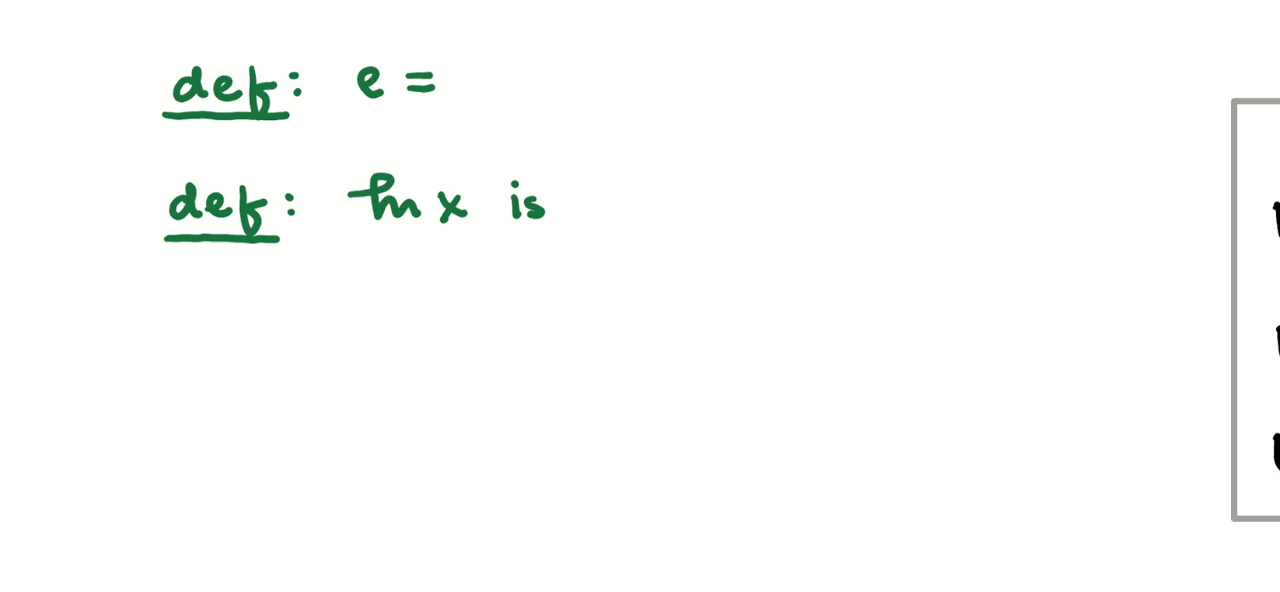 def: e =
def: ln x is